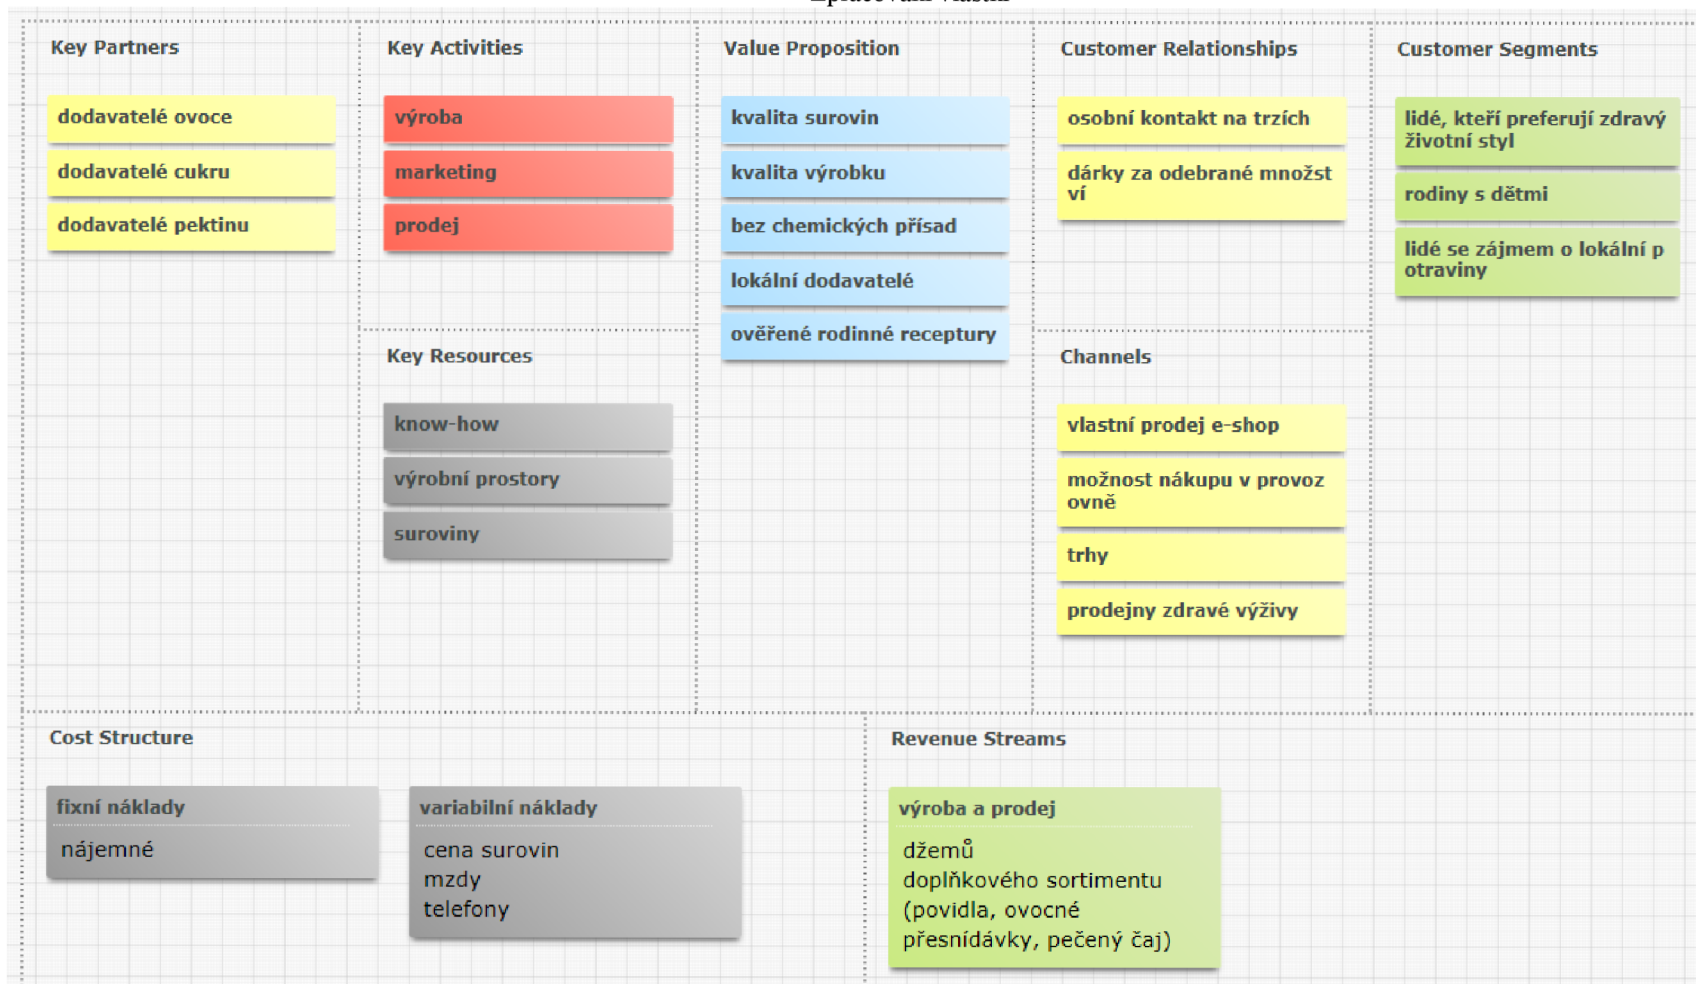 Zpracování vlastní
Key Partners
dodavatelé ovoce
dodavatelé cukru
dodavatelé pektinu
Key Activities
výroba
marketing
prodej
Key Resources
know-how
výrobní prostory
suroviny
Value Proposition
kvalita surovin
kvalita výrobku
bez chemických přísad
lokální dodavatelé
ověřené rodinné receptury
Customer Relationships
osobní kontakt na trzích
dárky za odebrané množst
ví
Channels
vlastní prodej e-shop
možnost nákupu v provoz
ovně
trhy
prodejny zdravé výživy
Customer Segments
lidé, kteří preferují zdravý
životní styl
rodiny s dětmi
lidé se zájmem o lokální p
otraviny
Cost Structure
fixní náklady
nájemné
variabilní náklady
cena surovin
mzdy
telefony
Revenue Streams
výroba a prodej
džemů
doplňkového sortimentu
(povidla, ovocné
přesnídávky, pečený čaj)